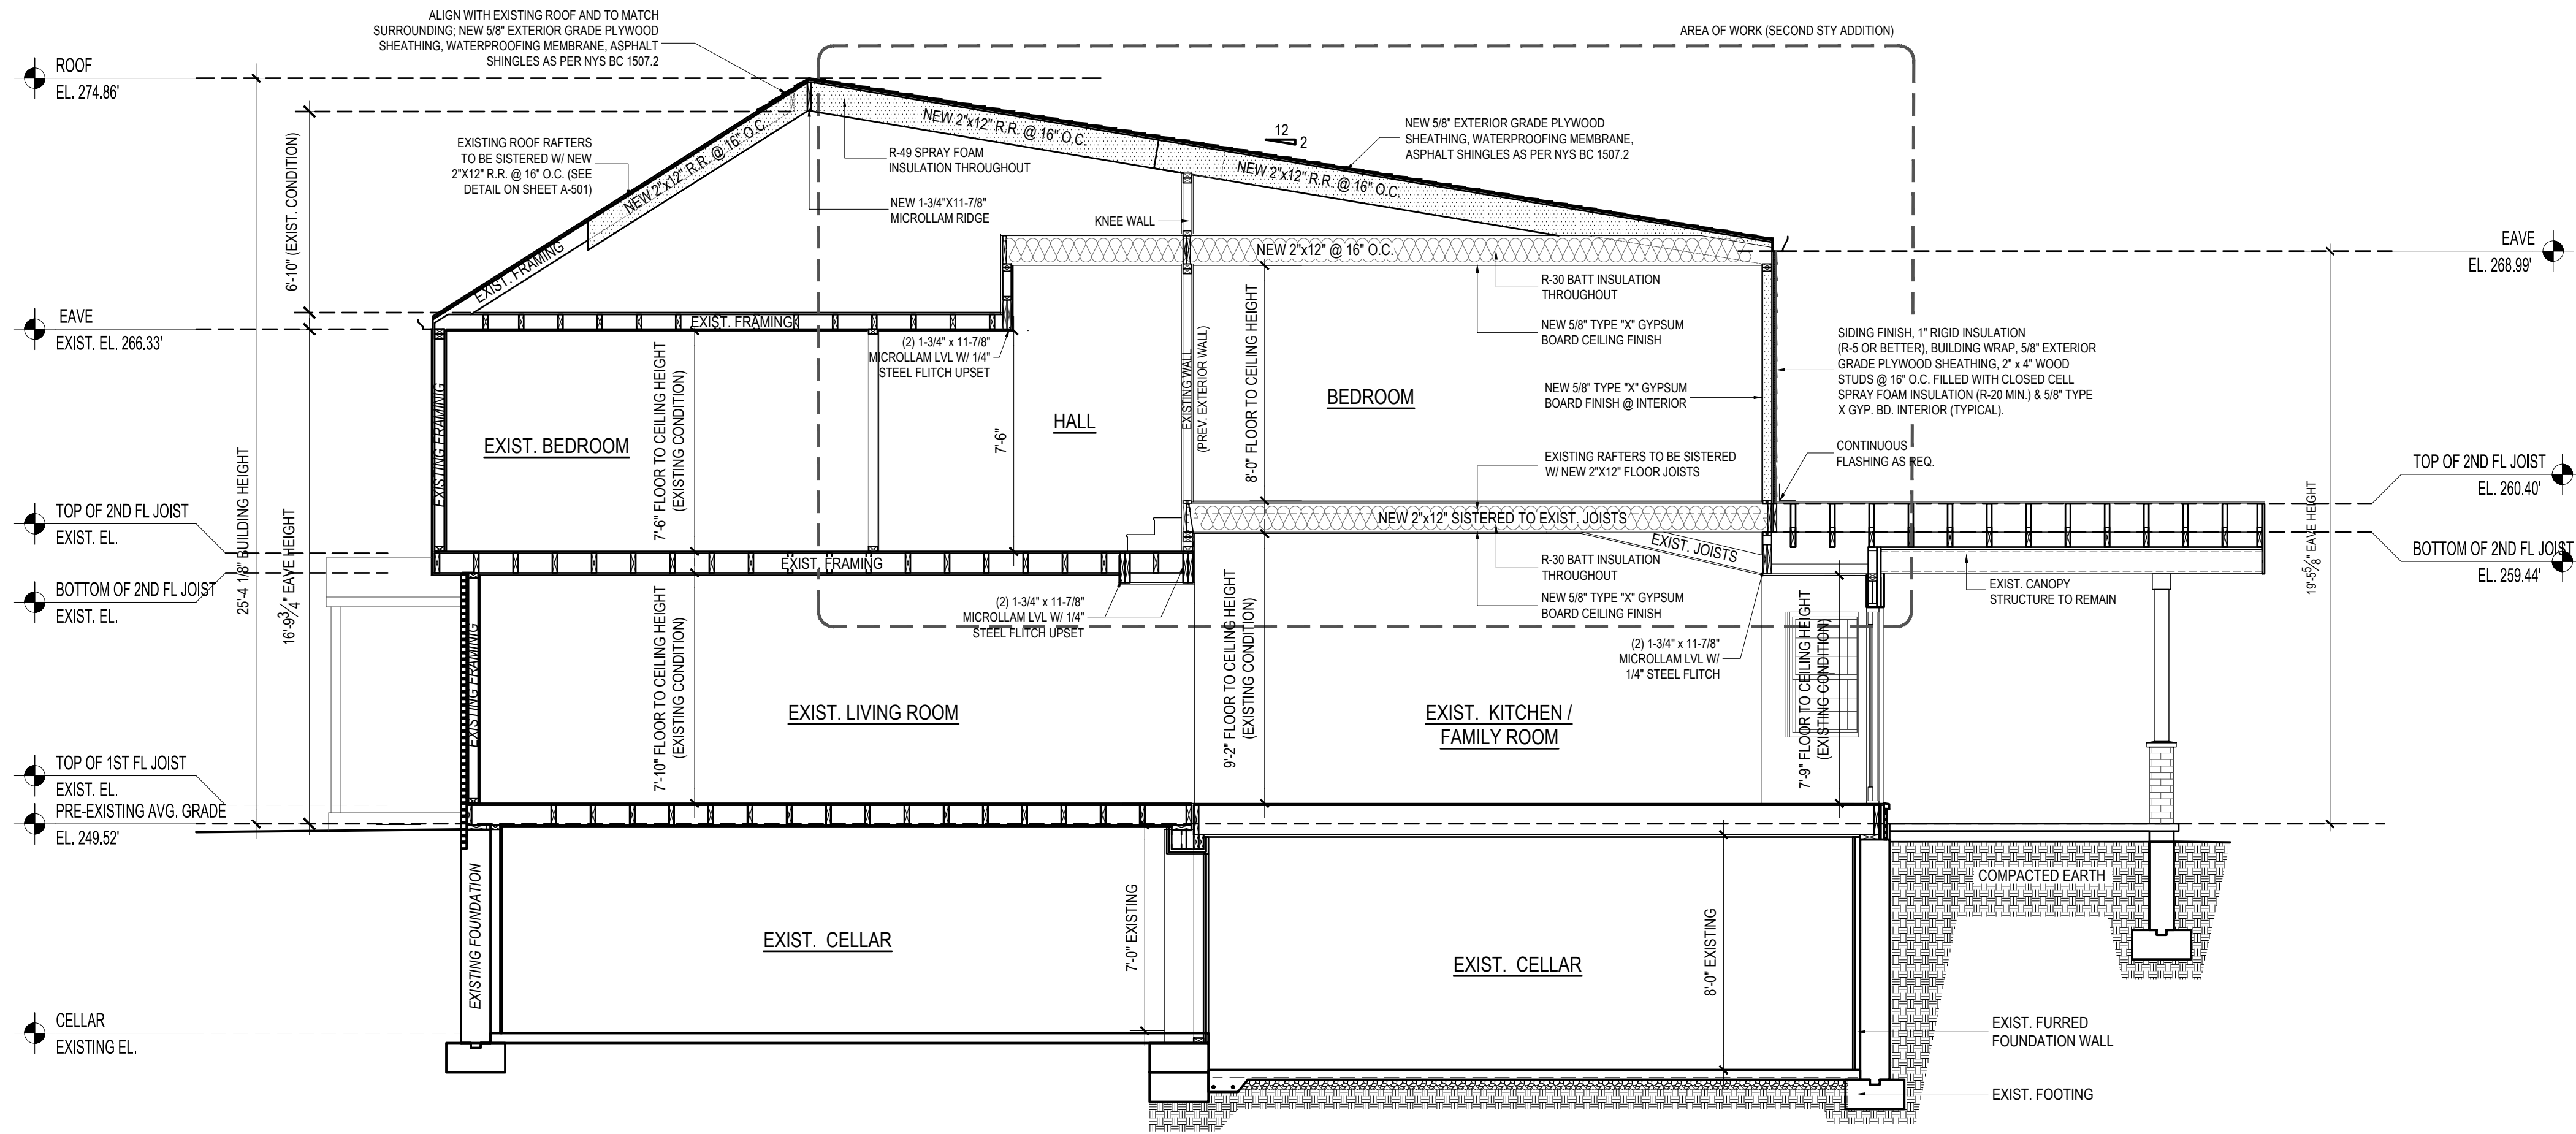 ALIGN WITH EXISTING ROOF AND TO MATCH
SURROUNDING; NEW 5/8" EXTERIOR GRADE PLYWOOD
SHEATHING, WATERPROOFING MEMBRANE, ASPHALT
SHINGLES AS PER NYS BC 1507.2
AREA OF WORK (SECOND STY ADDITION)
ROOF
EL. 274.86'
EXISTING ROOF RAFTERS
TO BE SISTERED W/ NEW
2"X12" R.R. @ 16" O.C. (SEE
DETAIL ON SHEET A-501)
NEW 2"x12" R.R. @ 16" O.C.
EXIST. FRAMING
6'-10" (EXIST. CONDITION)
R-49 SPRAY FOAM
INSULATION THROUGHOUT
NEW 1-3/4"X11-7/8"
MICROLLAM RIDGE
NEW 2"x12" R.R. @ 16" O.C.
NEW 2"x12" R.R. @ 16" O.C.
12
2
NEW 5/8" EXTERIOR GRADE PLYWOOD
SHEATHING, WATERPROOFING MEMBRANE,
ASPHALT SHINGLES AS PER NYS BC 1507.2
KNEE WALL
NEW 2"x12" @ 16" O.C.
EAVE
EL. 268.99'
R-30 BATT INSULATION
THROUGHOUT
NEW 5/8" TYPE "X" GYPSUM
BOARD CEILING FINISH
EAVE
EXIST. EL. 266.33'
EXIST. FRAMING
(2) 1-3/4" x 11-7/8"
MICROLLAM LVL W/ 1/4"
STEEL FLITCH UPSET
EXISTING WALL
(PREV. EXTERIOR WALL)
8'-0" FLOOR TO CEILING HEIGHT
SIDING FINISH, 1" RIGID INSULATION
(R-5 OR BETTER), BUILDING WRAP, 5/8" EXTERIOR
GRADE PLYWOOD SHEATHING, 2" x 4" WOOD
STUDS @ 16" O.C. FILLED WITH CLOSED CELL
SPRAY FOAM INSULATION (R-20 MIN.) & 5/8" TYPE
X GYP. BD. INTERIOR (TYPICAL).
EXISTING FRAMINIG
EXIST. BEDROOM
7'-6" FLOOR TO CEILING HEIGHT
(EXISTING CONDITION)
HALL
7'-6"
BEDROOM
NEW 5/8" TYPE "X" GYPSUM
BOARD FINISH @ INTERIOR
EXISTING RAFTERS TO BE SISTERED
W/ NEW 2"X12" FLOOR JOISTS
CONTINUOUS
FLASHING AS REQ.
TOP OF 2ND FL JOIST
EL. 260.40'
25'-4 1/8" BUILDING HEIGHT
16'-9 3/4" EAVE HEIGHT
19'-5 5/8" EAVE HEIGHT
TOP OF 2ND FL JOIST
EXIST. EL.
NEW 2"x12" SISTERED TO EXIST. JOISTS
EXIST. JOISTS
BOTTOM OF 2ND FL JOIST
EL. 259.44'
EXIST. FRAMING
R-30 BATT INSULATION
THROUGHOUT
NEW 5/8" TYPE "X" GYPSUM
BOARD CEILING FINISH
EXIST. CANOPY
STRUCTURE TO REMAIN
BOTTOM OF 2ND FL JOIST
EXIST. EL.
(2) 1-3/4" x 11-7/8"
MICROLLAM LVL W/ 1/4"
STEEL FLITCH UPSET
(2) 1-3/4" x 11-7/8"
MICROLLAM LVL W/
1/4" STEEL FLITCH
EXISTING FRAMING
7'-10" FLOOR TO CEILING HEIGHT
(EXISTING CONDITION)
EXIST. LIVING ROOM
9'-2" FLOOR TO CEILING HEIGHT
(EXISTING CONDITION)
EXIST. KITCHEN /
FAMILY ROOM
7'-9" FLOOR TO CEILING HEIGHT
(EXISTING CONDITION)
TOP OF 1ST FL JOIST
EXIST. EL.
PRE-EXISTING AVG. GRADE
EL. 249.52'
COMPACTED EARTH
EXISTING FOUNDATION
EXIST. CELLAR
7'-0" EXISTING
EXIST. CELLAR
8'-0" EXISTING
CELLAR
EXISTING EL.
EXIST. FURRED
FOUNDATION WALL
EXIST. FOOTING